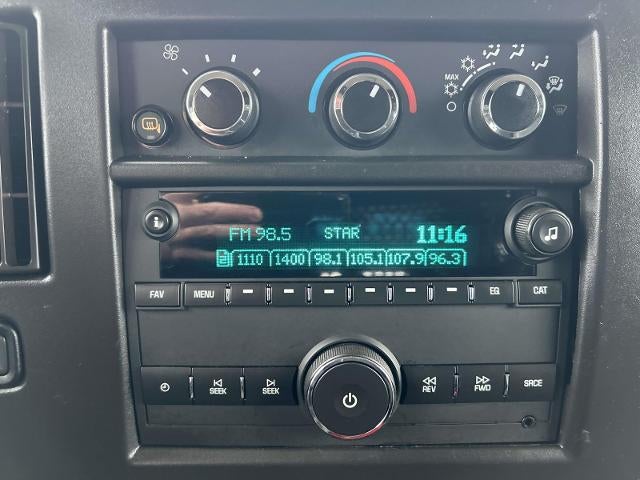 MAX
FM 98.5 STAR 11:16
1110 1400 98.1 105.1 107.9 96.3
FAV MENU EQ CAT
SEEK SEEK REV FWD SRCE